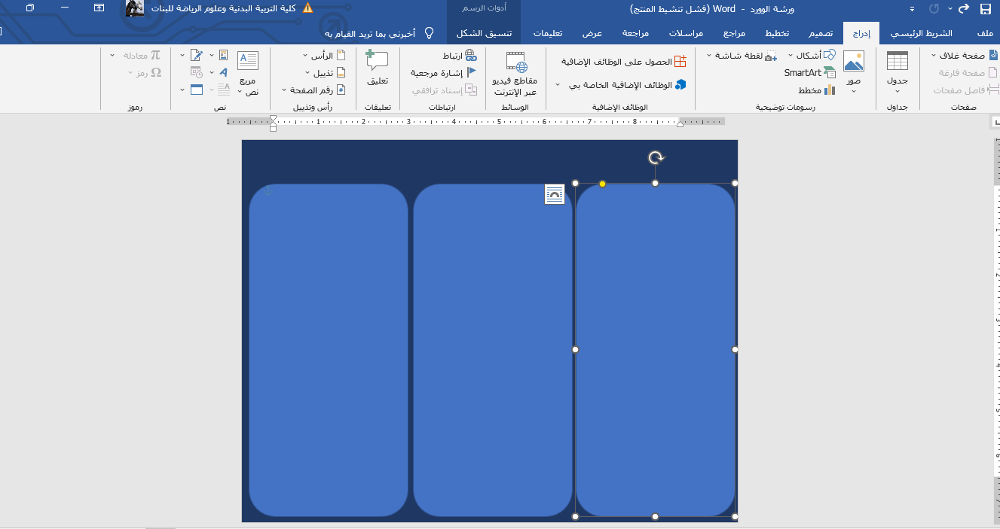 ورشة الوورد - Word (فشل تنشيط المنتج)
أدوات الرسم
كلية التربية البدنية وعلوم الرياضة للبنات
ملف
الشريط الرئيسي
إدراج
تصميم
تخطيط
مراجع
مراسلات
مراجعة
عرض
تعليمات
تنسيق الشكل
أخبرني بما تريد القيام به
صفحة غلاف
صفحة فارغة
فاصل صفحات
صفحات
جدول
جداول
صور
أشكال
SmartArt
مخطط
لقطة شاشة
رسومات توضيحية
الحصول على الوظائف الإضافية
الوظائف الإضافية الخاصة بي
الوظائف الإضافية
مقاطع فيديو
عبر الإنترنت
الوسائط
ارتباط
إشارة مرجعية
إسناد ترافقي
ارتباطات
تعليق
تعليقات
الرأس
تذييل
رقم الصفحة
رأس وتذييل
مربع
نص
نص
معادلة
رمز
رموز
1 1 2 3 4 5 6 7 8